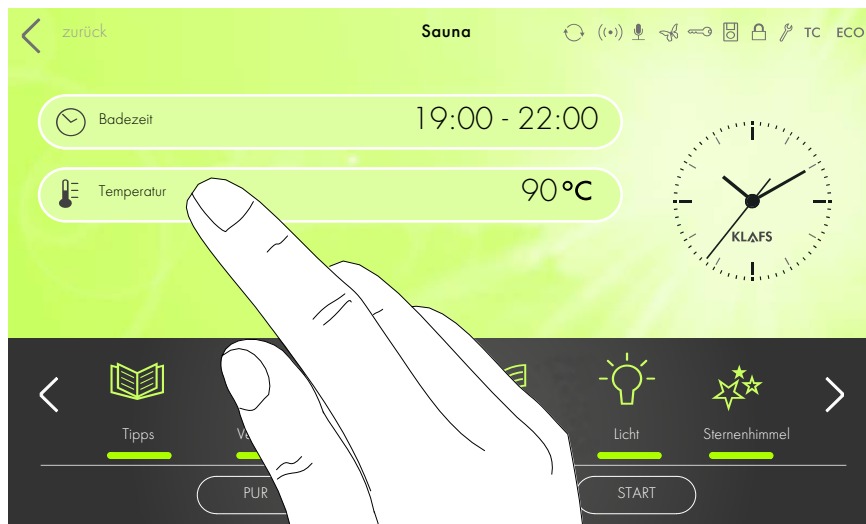 zurück Sauna TC ECO
Badezeit 19:00 - 22:00
Temperatur 90 °C
KLAFS
Tipps Licht Sternenhimmel
PUR START